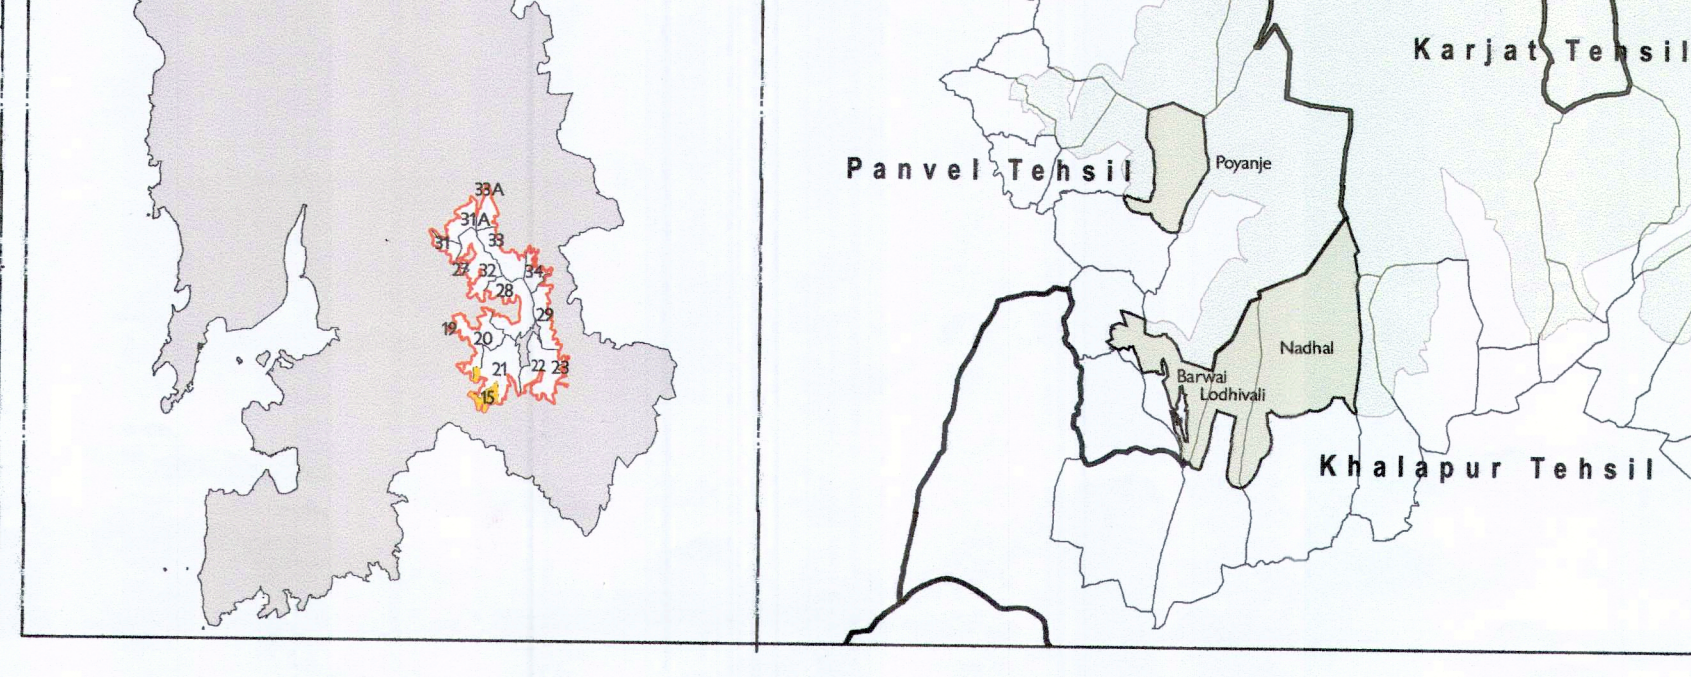 33A
31A
31
33
27
32
34
28
29
19
20
21
22
23
15
Karjat Tehsil
Panvel Tehsil
Poyanje
Nadhal
Barwai
Lodhivali
Khalapur Tehsil